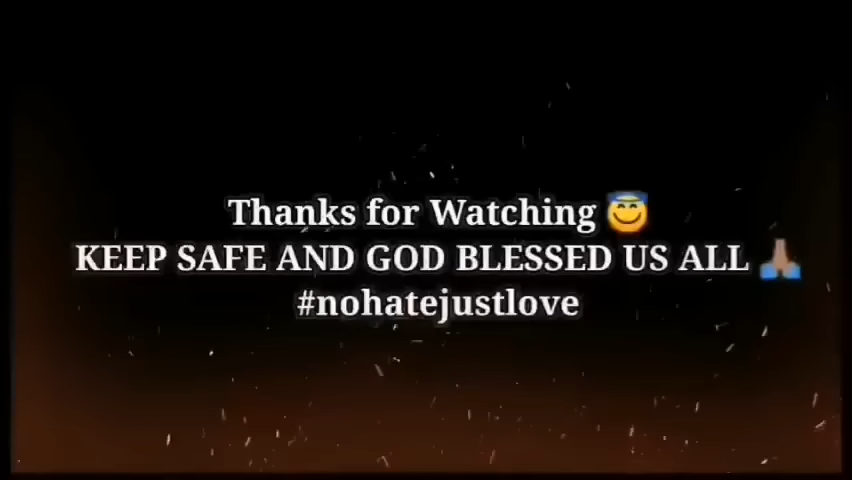 Thanks for Watching 😇
KEEP SAFE AND GOD BLESSED US ALL 🙏🏽
#nohatejustlove